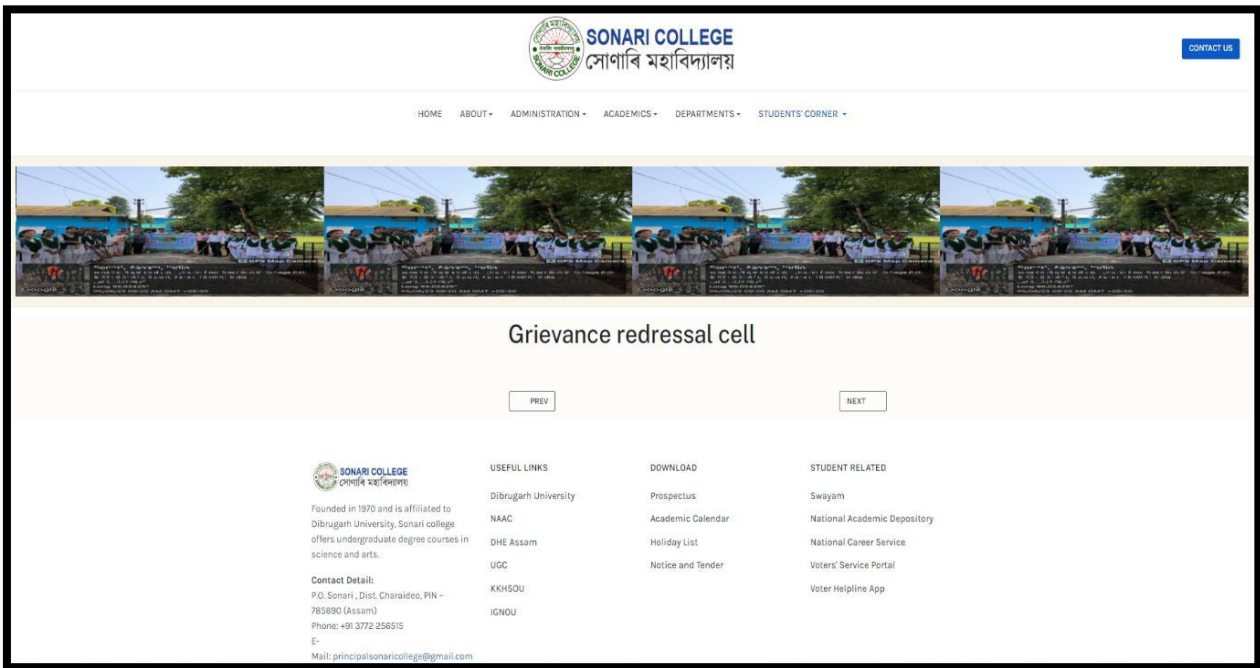 SONARI COLLEGE
সোণাৰি মহাবিদ্যালয়
CONTACT US
HOME ABOUT ADMINISTRATION ACADEMICS DEPARTMENTS STUDENTS' CORNER
Grievance redressal cell
PREV NEXT
SONARI COLLEGE
সোণাৰি মহাবিদ্যালয়
Founded in 1970 and is affiliated to
Dibrugarh University, Sonari college
offers undergraduate degree courses in
science and arts.
Contact Detail:
P.O. Sonari , Dist. Charaideo, PIN –
785690 (Assam)
Phone: +91 3772 256515
E-
Mail: principalsonaricollege@gmail.com
USEFUL LINKS
Dibrugarh University
NAAC
DHE Assam
UGC
KKHSOU
IGNOU
DOWNLOAD
Prospectus
Academic Calendar
Holiday List
Notice and Tender
STUDENT RELATED
Swayam
National Academic Depository
National Career Service
Voters' Service Portal
Voter Helpline App